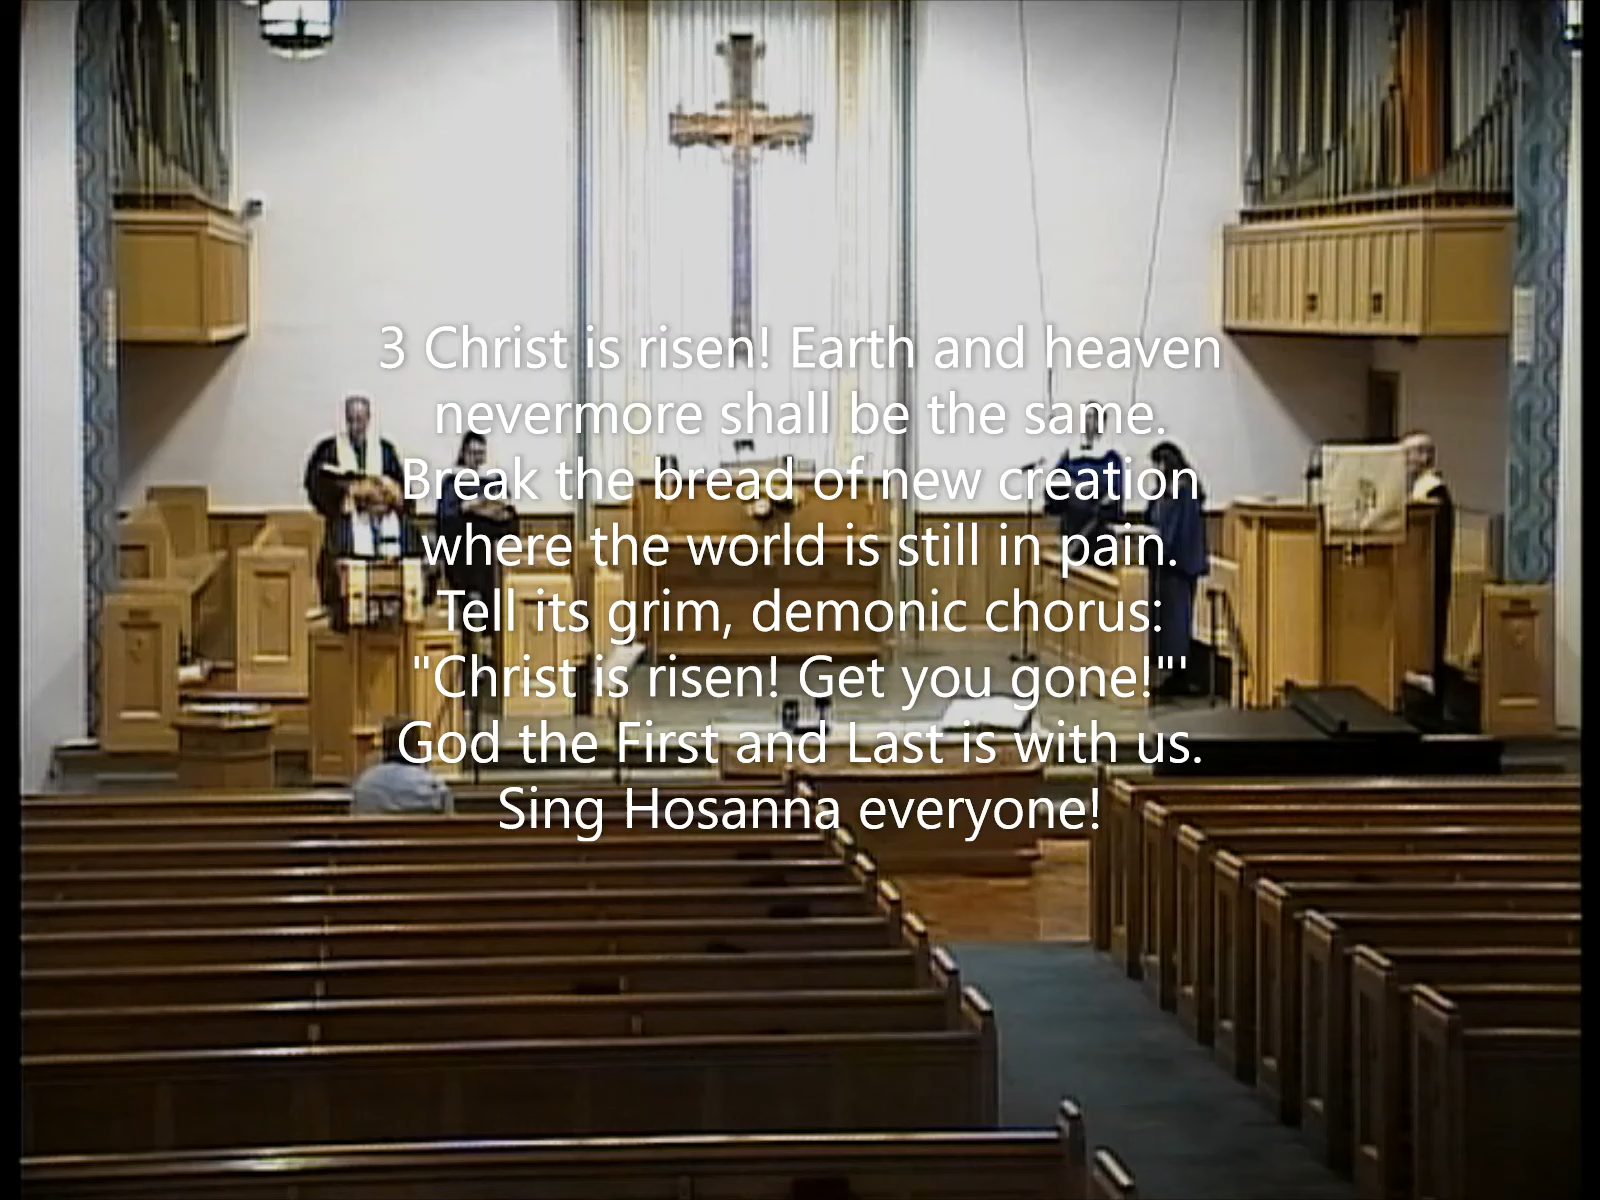 3 Christ is risen! Earth and heaven
nevermore shall be the same.
Break the bread of new creation
where the world is still in pain.
Tell its grim, demonic chorus:
"Christ is risen! Get you gone!"'
God the First and Last is with us.
Sing Hosanna everyone!